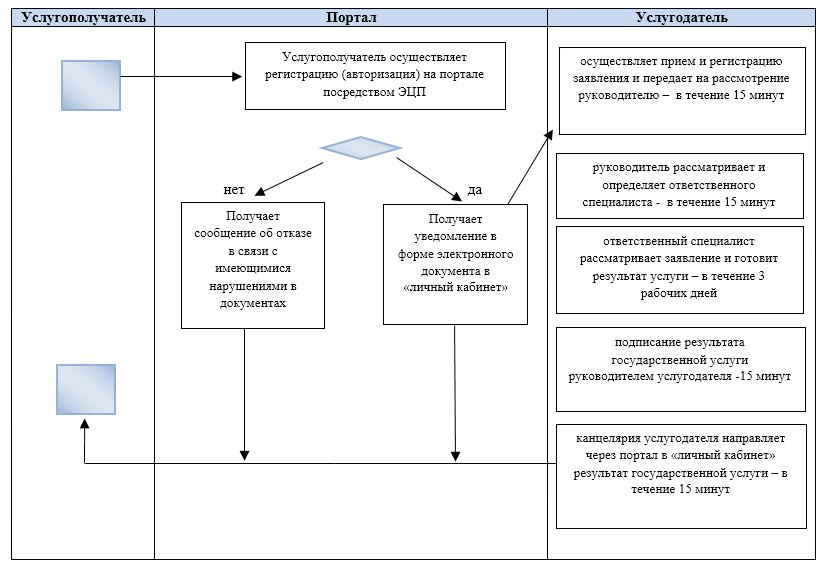 Услугополучатель
Портал
Услугодатель
Услугополучатель осуществляет
регистрацию (авторизация) на портале
посредством ЭЦП
нет
да
Получает
сообщение об отказе
в связи с
имеющимися
нарушениями в
документах
Получает
уведомление в
форме электронного
документа в
«личный кабинет»
осуществляет прием и регистрацию
заявления и передает на рассмотрение
руководителю – в течение 15 минут
руководитель рассматривает и
определяет ответственного
специалиста - в течение 15 минут
ответственный специалист
рассматривает заявление и готовит
результат услуги – в течение 3
рабочих дней
подписание результата
государственной услуги
руководителем услугодателя -15 минут
канцелярия услугодателя направляет
через портал в «личный кабинет»
результат государственной услуги – в
течение 15 минут